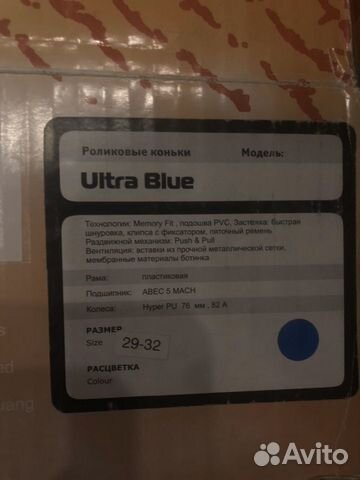 Роликовые коньки Модель:
Ultra Blue
Технологии: Memory Fit , подошва PVC, Застежка: быстрая
шнуровка, клипса с фиксатором, пяточный ремень
Раздвижной механизм: Push & Pull
Вентиляция: вставки из прочной металлической сетки,
мембранные материалы ботинка
Рама: пластиковая
Подшипник: ABEC 5 MACH
Колеса: Hyper PU 76 мм , 82 А
РАЗМЕР
Size 29-32
РАСЦВЕТКА
Colour
Avito